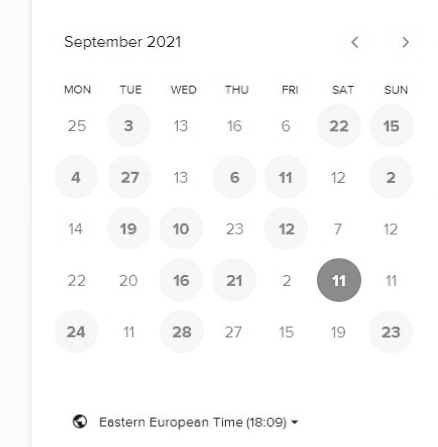 September 2021
MON TUE WED THU FRI SAT SUN
25 3 13 16 6 22 15
4 27 13 6 11 12 2
14 19 10 23 12 7 12
22 20 16 21 2 11 11
24 11 28 27 15 19 23
Eastern European Time (18:09)